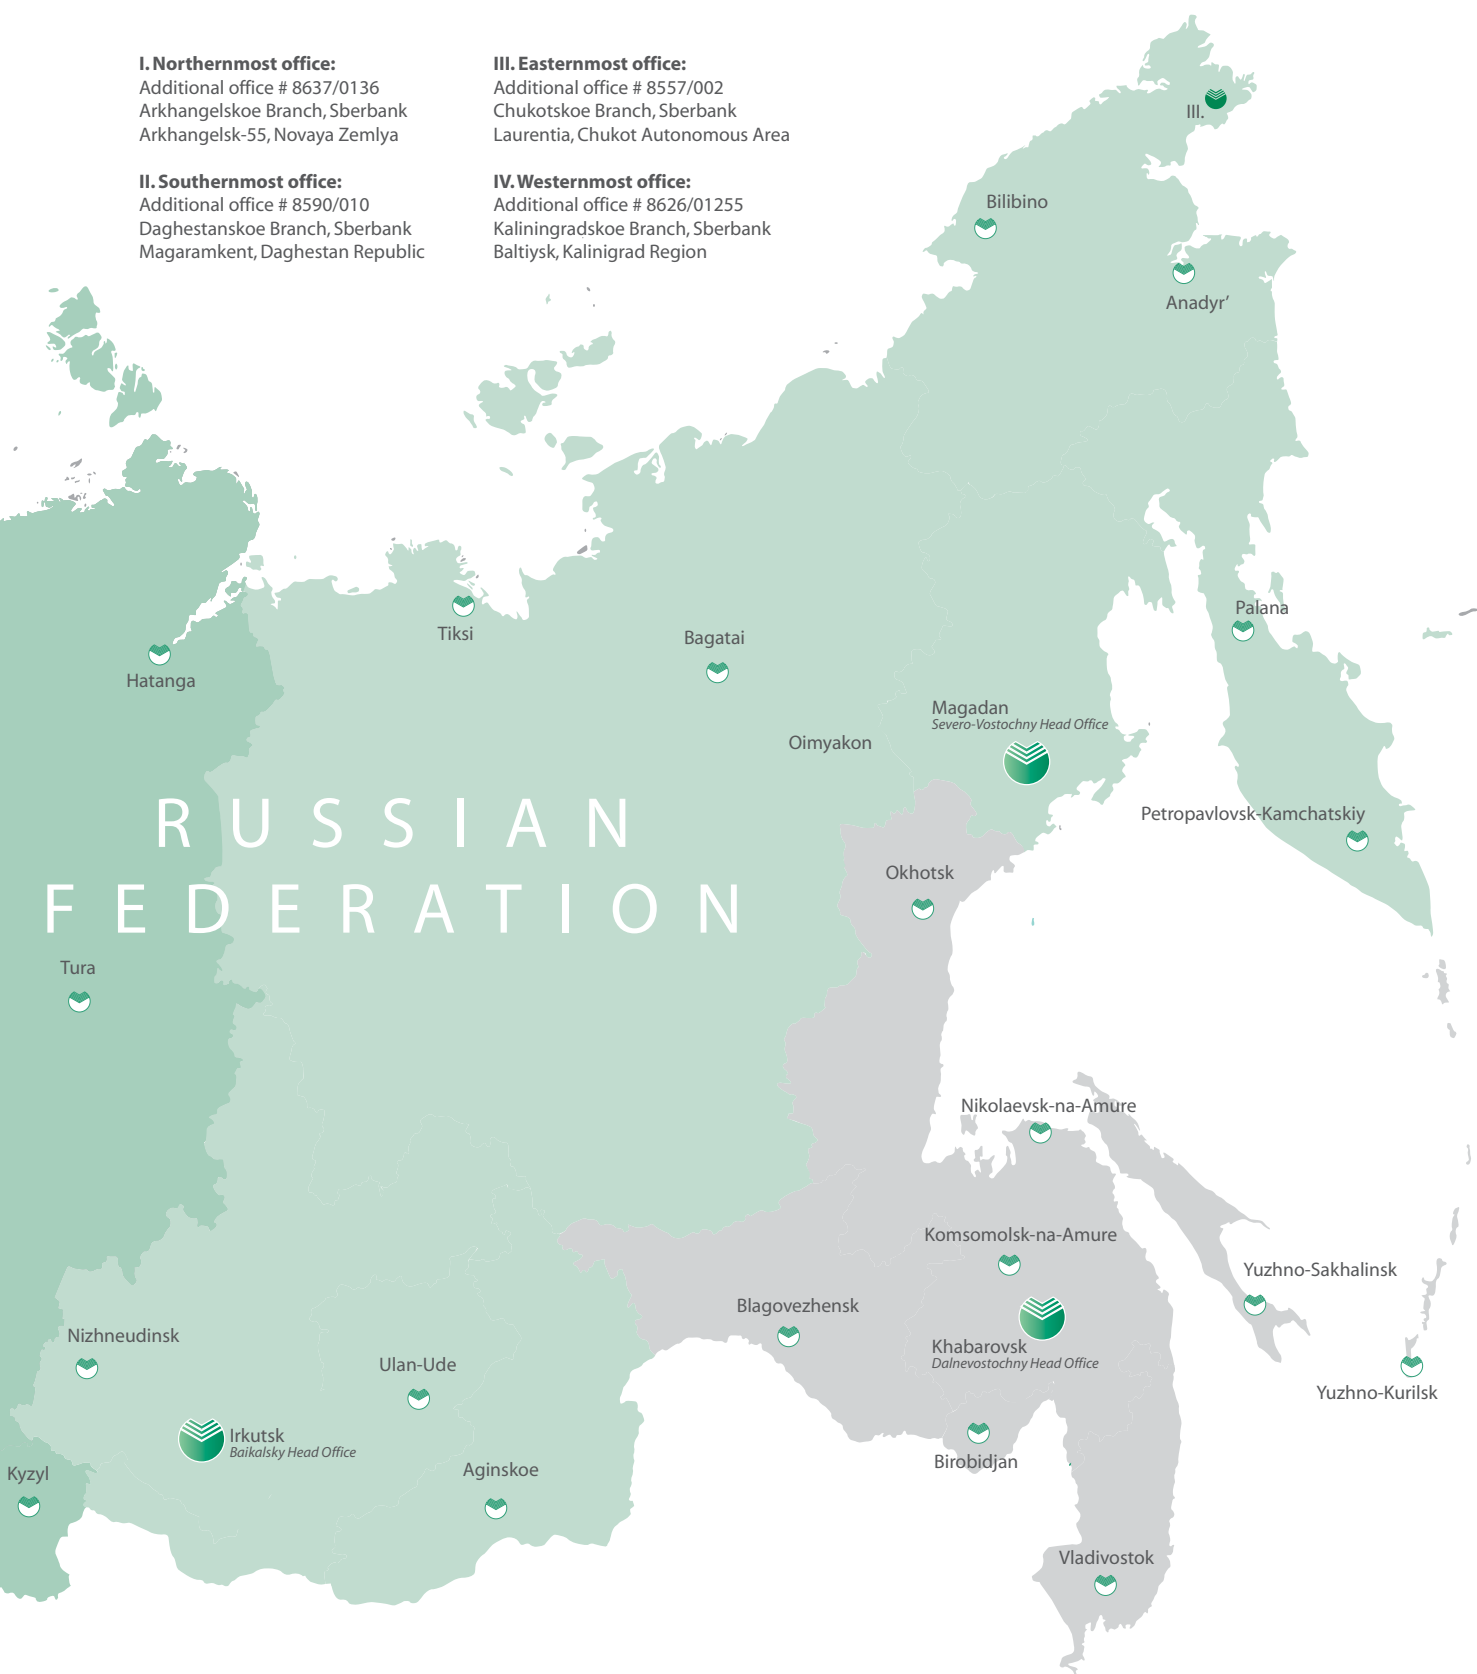 I. Northernmost office:
Additional office # 8637/0136
Arkhangelskoe Branch, Sberbank
Arkhangelsk-55, Novaya Zemlya
II. Southernmost office:
Additional office # 8590/010
Daghestanskoe Branch, Sberbank
Magaramkent, Daghestan Republic
III. Easternmost office:
Additional office # 8557/002
Chukotskoe Branch, Sberbank
Laurentia, Chukot Autonomous Area
IV. Westernmost office:
Additional office # 8626/01255
Kaliningradskoe Branch, Sberbank
Baltiysk, Kalinigrad Region
III.
Bilibino
Anadyr’
Palana
Tiksi
Bagatai
Hatanga
Magadan
Severo-Vostochny Head Office
Oimyakon
RUSSIAN
FEDERATION
Petropavlovsk-Kamchatskiy
Okhotsk
Tura
Nikolaevsk-na-Amure
Komsomolsk-na-Amure
Yuzhno-Sakhalinsk
Blagovezhensk
Nizhneudinsk
Khabarovsk
Dalnevostochny Head Office
Ulan-Ude
Yuzhno-Kurilsk
Irkutsk
Baikalsky Head Office
Birobidjan
Kyzyl
Aginskoe
Vladivostok